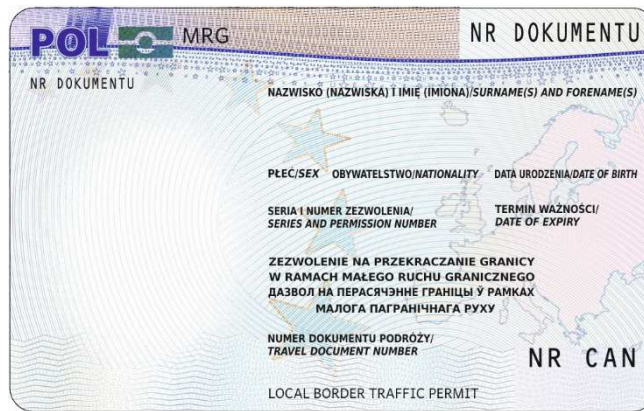 POL MRG NR DOKUMENTU
NR DOKUMENTU
NAZWISKO (NAZWISKA) I IMIĘ (IMIONA)/SURNAME(S) AND FORENAME(S)
PŁEĆ/SEX OBYWATELSTWO/NATIONALITY DATA URODZENIA/DATE OF BIRTH
SERIA I NUMER ZEZWOLENIA/
SERIES AND PERMISSION NUMBER
TERMIN WAŻNOŚCI/
DATE OF EXPIRY
ZEZWOLENIE NA PRZEKRACZANIE GRANICY
W RAMACH MAŁEGO RUCHU GRANICZNEGO
ДАЗВОЛ НА ПЕРАСЯЧЭННЕ ГРАНІЦЫ Ў РАМКАХ
МАЛОГА ПАГРАНІЧНАГА РУХУ
NUMER DOKUMENTU PODRÓŻY/
TRAVEL DOCUMENT NUMBER
NR CAN
LOCAL BORDER TRAFFIC PERMIT